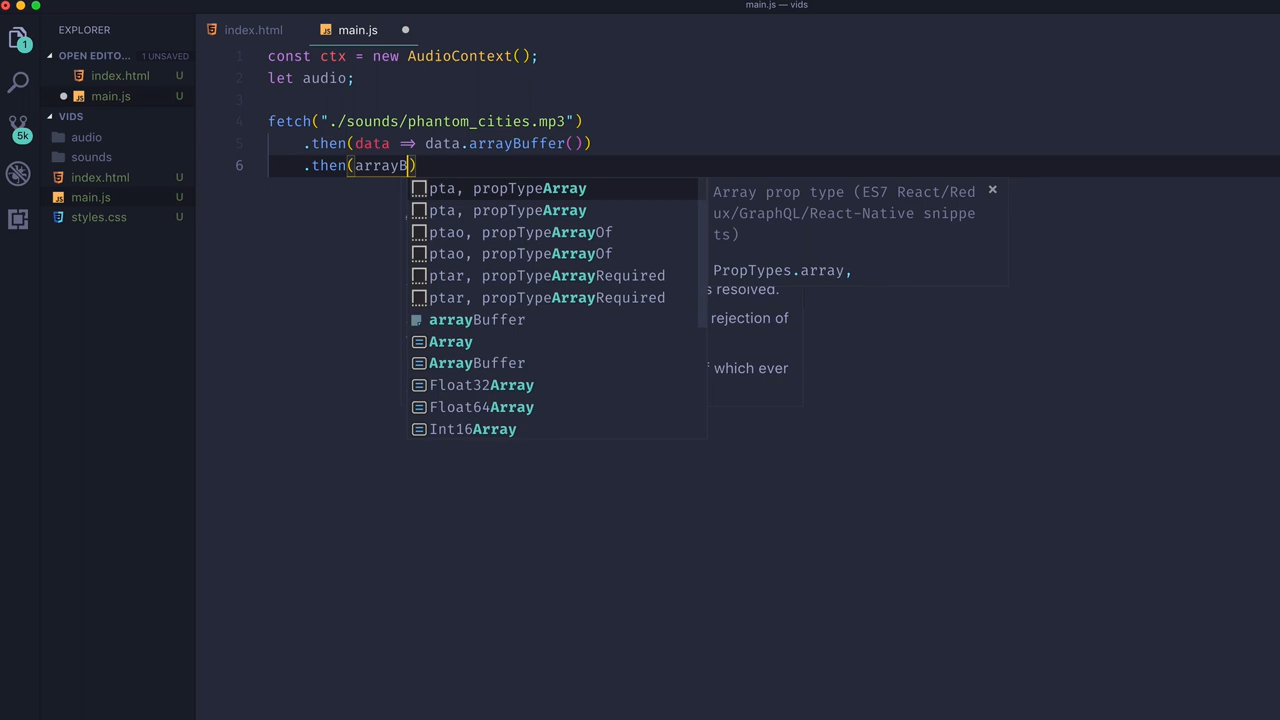 main.js — vids
EXPLORER
OPEN EDITO... 1 UNSAVED
index.html U
main.js U
VIDS
audio
sounds
index.html U
main.js U
styles.css U
1
5k
index.html
main.js
1 const ctx = new AudioContext();
2 let audio;
3
4 fetch("./sounds/phantom_cities.mp3")
5 .then(data => data.arrayBuffer())
6 .then(arrayB)
pta, propTypeArray
pta, propTypeArray
ptao, propTypeArrayOf
ptao, propTypeArrayOf
ptar, propTypeArrayRequired
ptar, propTypeArrayRequired
arrayBuffer
Array
ArrayBuffer
Float32Array
Float64Array
Int16Array
Array prop type (ES7 React/Red
ux/GraphQL/React-Native snippe
ts)
PropTypes.array,
s resolved.
rejection of
which ever